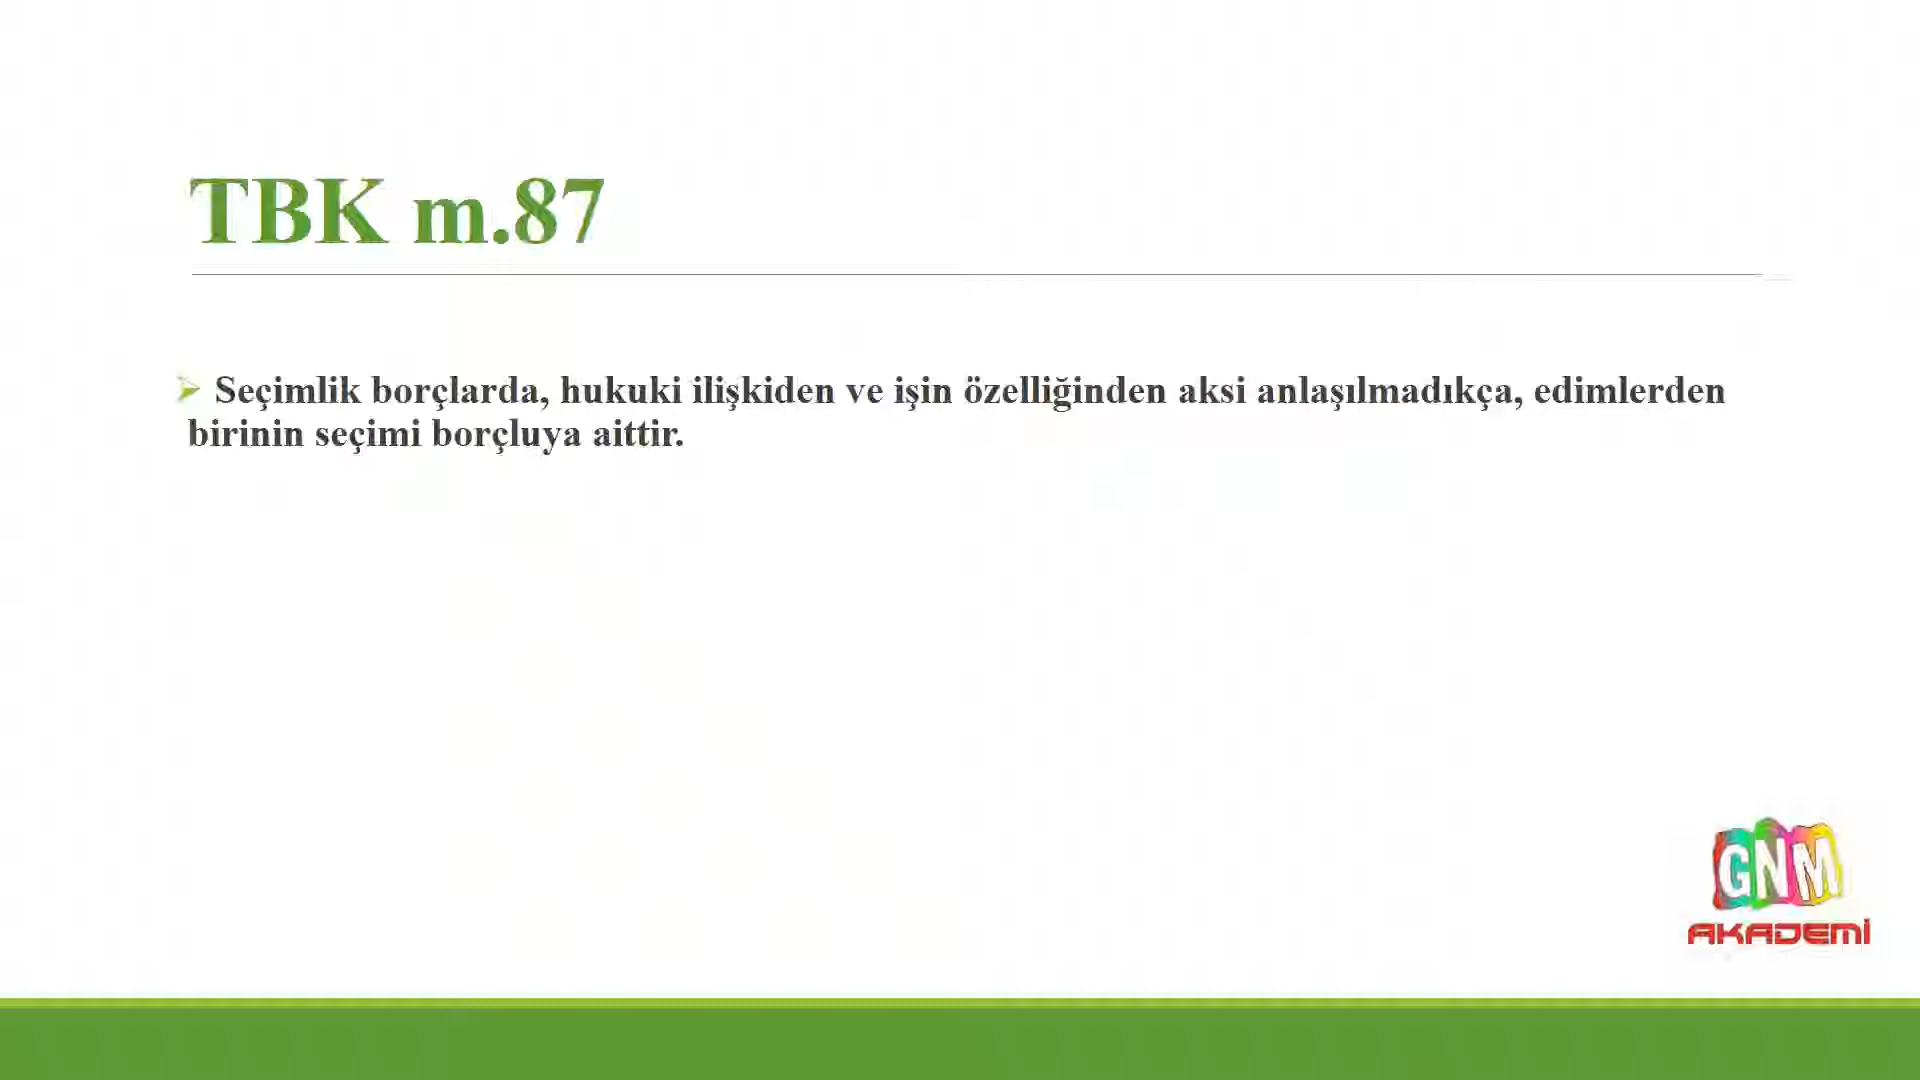 TBK m.87
Seçimlik borçlarda, hukuki ilişkiden ve işin özelliğinden aksi anlaşılmadıkça, edimlerden
birinin seçimi borçluya aittir.
GNM
AKADEMİ